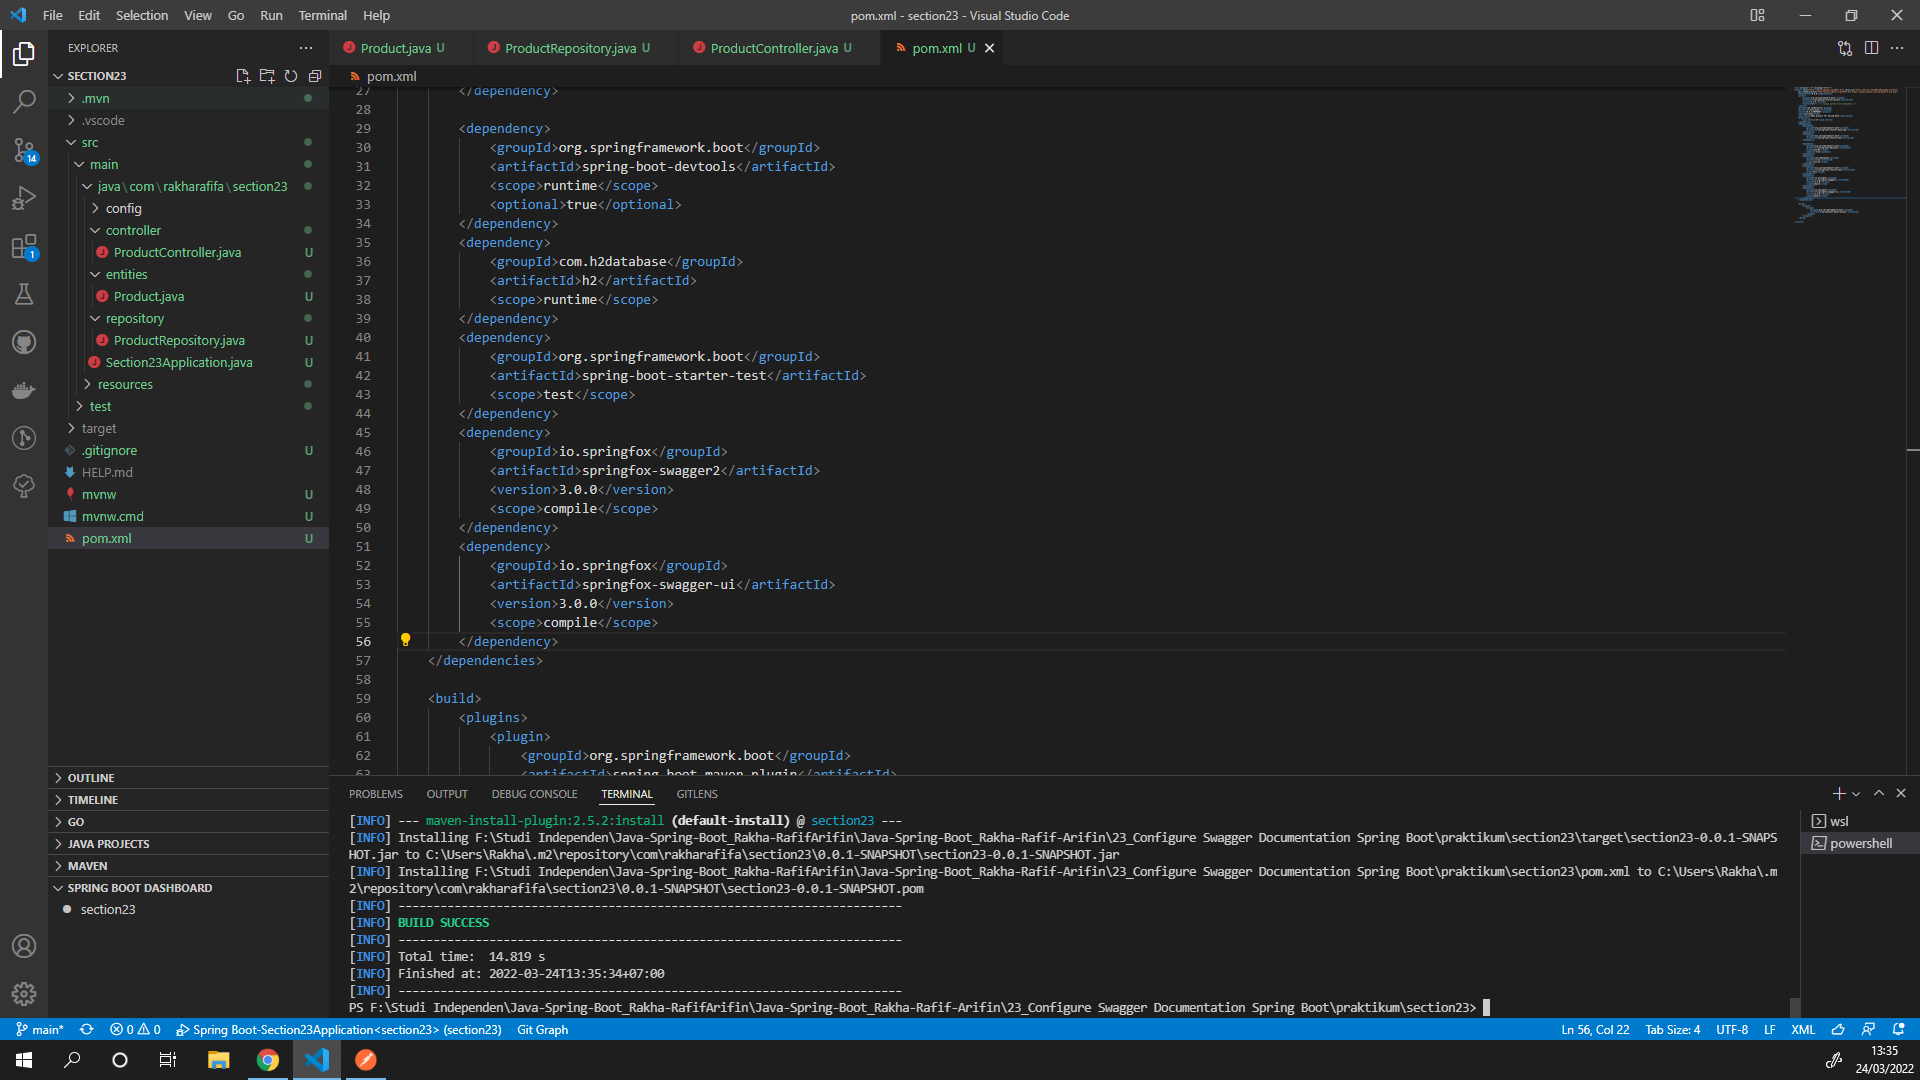 File Edit Selection View Go Run Terminal Help
pom.xml - section23 - Visual Studio Code
EXPLORER
SECTION23
.mvn
.vscode
src
main
java\com\rakharafifa\section23
config
controller
ProductController.java U
entities
Product.java U
repository
ProductRepository.java U
Section23Application.java U
resources
test
target
.gitignore U
HELP.md
mvnw U
mvnw.cmd U
pom.xml U
OUTLINE
TIMELINE
GO
JAVA PROJECTS
MAVEN
SPRING BOOT DASHBOARD
section23
14
1
Product.java U ProductRepository.java U ProductController.java U pom.xml U
pom.xml
27 </dependency>
28
29 <dependency>
30 <groupId>org.springframework.boot</groupId>
31 <artifactId>spring-boot-devtools</artifactId>
32 <scope>runtime</scope>
33 <optional>true</optional>
34 </dependency>
35 <dependency>
36 <groupId>com.h2database</groupId>
37 <artifactId>h2</artifactId>
38 <scope>runtime</scope>
39 </dependency>
40 <dependency>
41 <groupId>org.springframework.boot</groupId>
42 <artifactId>spring-boot-starter-test</artifactId>
43 <scope>test</scope>
44 </dependency>
45 <dependency>
46 <groupId>io.springfox</groupId>
47 <artifactId>springfox-swagger2</artifactId>
48 <version>3.0.0</version>
49 <scope>compile</scope>
50 </dependency>
51 <dependency>
52 <groupId>io.springfox</groupId>
53 <artifactId>springfox-swagger-ui</artifactId>
54 <version>3.0.0</version>
55 <scope>compile</scope>
56 </dependency>
57 </dependencies>
58
59 <build>
60 <plugins>
61 <plugin>
62 <groupId>org.springframework.boot</groupId>
63 <artifactId>spring-boot-maven-plugin</artifactId>
PROBLEMS OUTPUT DEBUG CONSOLE TERMINAL GITLENS
[INFO] --- maven-install-plugin:2.5.2:install (default-install) @ section23 ---
[INFO] Installing F:\Studi Independen\Java-Spring-Boot_Rakha-RafifArifin\Java-Spring-Boot_Rakha-Rafif-Arifin\23_Configure Swagger Documentation Spring Boot\praktikum\section23\target\section23-0.0.1-SNAPS
HOT.jar to C:\Users\Rakha\.m2\repository\com\rakharafifa\section23\0.0.1-SNAPSHOT\section23-0.0.1-SNAPSHOT.jar
[INFO] Installing F:\Studi Independen\Java-Spring-Boot_Rakha-RafifArifin\Java-Spring-Boot_Rakha-Rafif-Arifin\23_Configure Swagger Documentation Spring Boot\praktikum\section23\pom.xml to C:\Users\Rakha\.m
2\repository\com\rakharafifa\section23\0.0.1-SNAPSHOT\section23-0.0.1-SNAPSHOT.pom
[INFO] ------------------------------------------------------------------------
[INFO] BUILD SUCCESS
[INFO] ------------------------------------------------------------------------
[INFO] Total time:  14.819 s
[INFO] Finished at: 2022-03-24T13:35:34+07:00
[INFO] ------------------------------------------------------------------------
PS F:\Studi Independen\Java-Spring-Boot_Rakha-RafifArifin\Java-Spring-Boot_Rakha-Rafif-Arifin\23_Configure Swagger Documentation Spring Boot\praktikum\section23>
wsl
powershell
main* 0 0 Spring Boot-Section23Application<section23> (section23) Git Graph
Ln 56, Col 22 Tab Size: 4 UTF-8 LF XML
13:35
24/03/2022